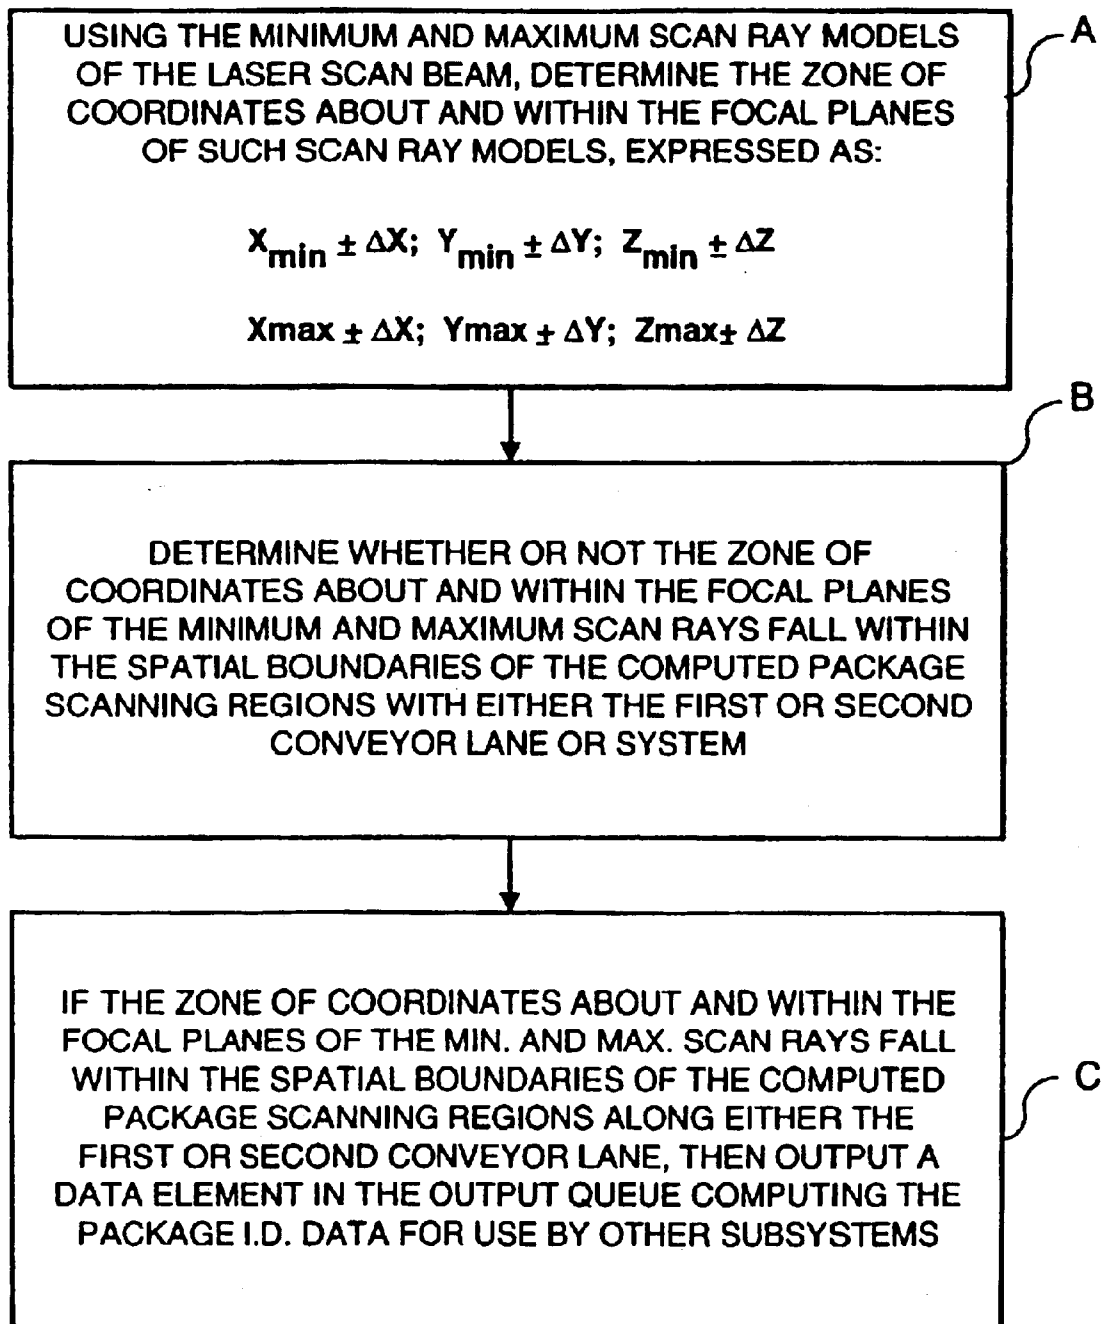 USING THE MINIMUM AND MAXIMUM SCAN RAY MODELS
OF THE LASER SCAN BEAM, DETERMINE THE ZONE OF
COORDINATES ABOUT AND WITHIN THE FOCAL PLANES
OF SUCH SCAN RAY MODELS, EXPRESSED AS:
Xmin ± ΔX; Ymin ± ΔY; Zmin ± ΔZ
Xmax ± ΔX; Ymax ± ΔY; Zmax± ΔZ
A
DETERMINE WHETHER OR NOT THE ZONE OF
COORDINATES ABOUT AND WITHIN THE FOCAL PLANES
OF THE MINIMUM AND MAXIMUM SCAN RAYS FALL WITHIN
THE SPATIAL BOUNDARIES OF THE COMPUTED PACKAGE
SCANNING REGIONS WITH EITHER THE FIRST OR SECOND
CONVEYOR LANE OR SYSTEM
B
IF THE ZONE OF COORDINATES ABOUT AND WITHIN THE
FOCAL PLANES OF THE MIN. AND MAX. SCAN RAYS FALL
WITHIN THE SPATIAL BOUNDARIES OF THE COMPUTED
PACKAGE SCANNING REGIONS ALONG EITHER THE
FIRST OR SECOND CONVEYOR LANE, THEN OUTPUT A
DATA ELEMENT IN THE OUTPUT QUEUE COMPUTING THE
PACKAGE I.D. DATA FOR USE BY OTHER SUBSYSTEMS
C